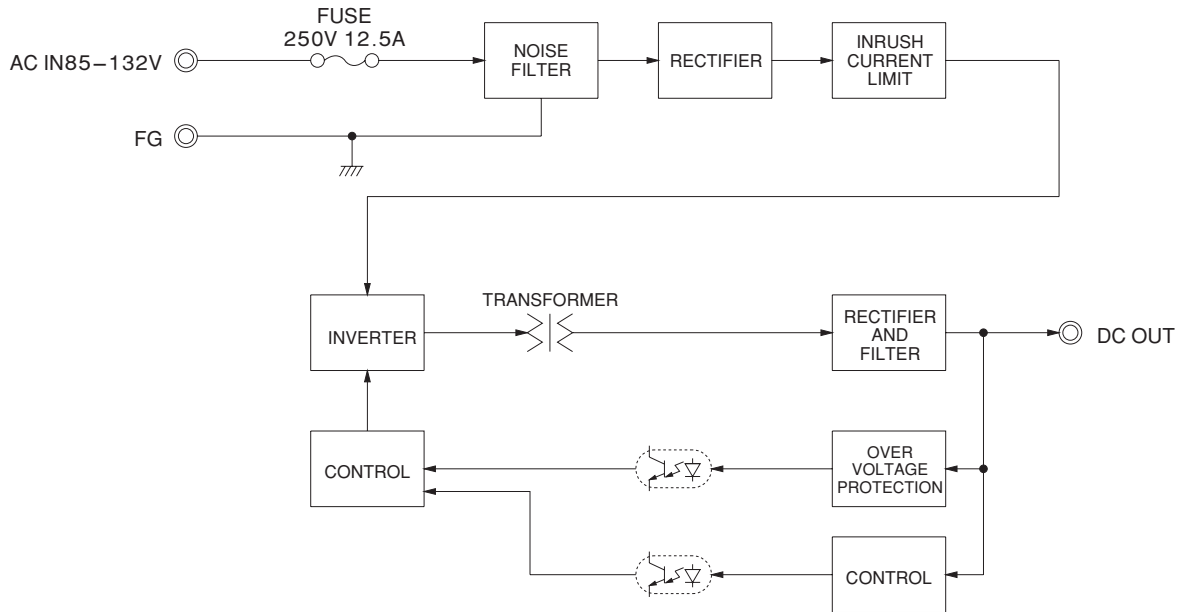 FUSE
250V 12.5A
AC IN85–132V
NOISE
FILTER
RECTIFIER
INRUSH
CURRENT
LIMIT
FG
TRANSFORMER
INVERTER
RECTIFIER
AND
FILTER
DC OUT
CONTROL
OVER
VOLTAGE
PROTECTION
CONTROL